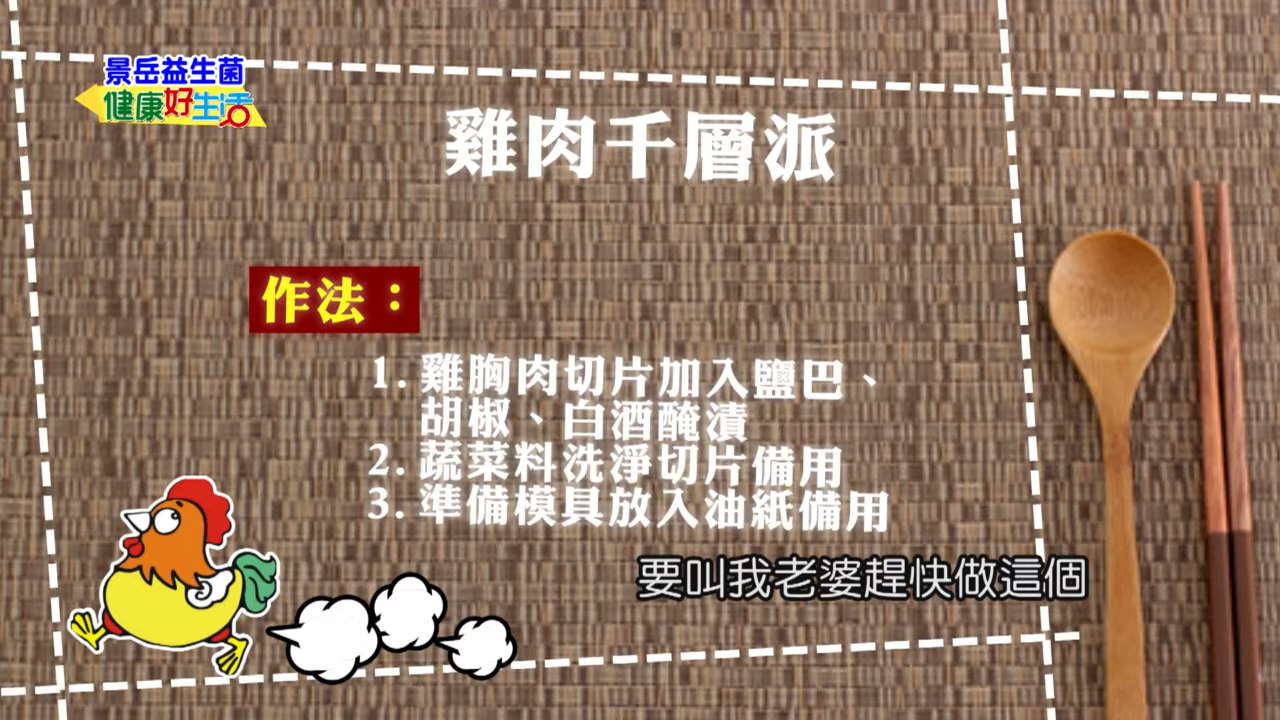 景岳益生菌
健康好生活
雞肉千層派
作法：
1. 雞胸肉切片加入鹽巴、
胡椒、白酒醃漬
2. 蔬菜料洗淨切片備用
3. 準備模具放入油紙備用
要叫我老婆趕快做這個